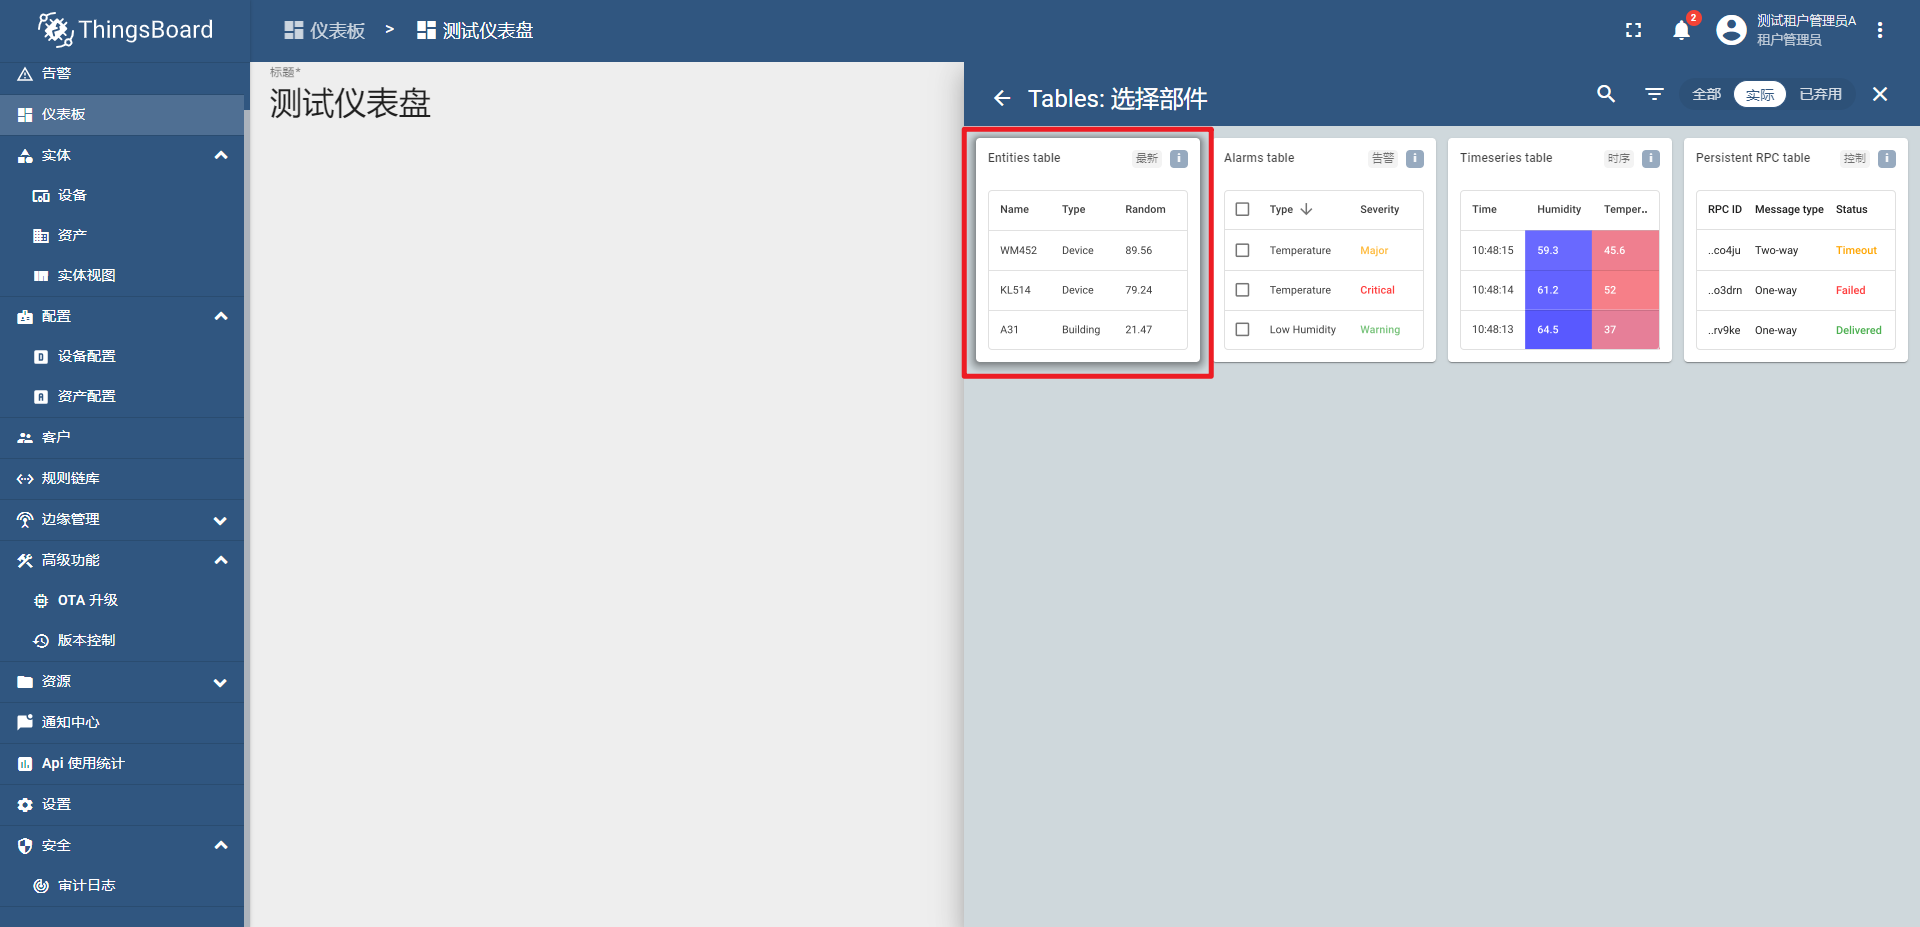 ThingsBoard
仪表板 > 测试仪表盘
2
测试租户管理员A
租户管理员
告警
仪表板
实体
设备
资产
实体视图
配置
设备配置
资产配置
客户
规则链库
边缘管理
高级功能
OTA 升级
版本控制
资源
通知中心
Api 使用统计
设置
安全
审计日志
标题*
测试仪表盘
Tables: 选择部件
全部 实际 已弃用
Entities table 最新 i
Name Type Random
WM452 Device 89.56
KL514 Device 79.24
A31 Building 21.47
Alarms table 告警 i
Type Severity
Temperature Major
Temperature Critical
Low Humidity Warning
Timeseries table 时序 i
Time Humidity Temper..
10:48:15 59.3 45.6
10:48:14 61.2 52
10:48:13 64.5 37
Persistent RPC table 控制 i
RPC ID Message type Status
..co4ju Two-way Timeout
..o3drn One-way Failed
..rv9ke One-way Delivered